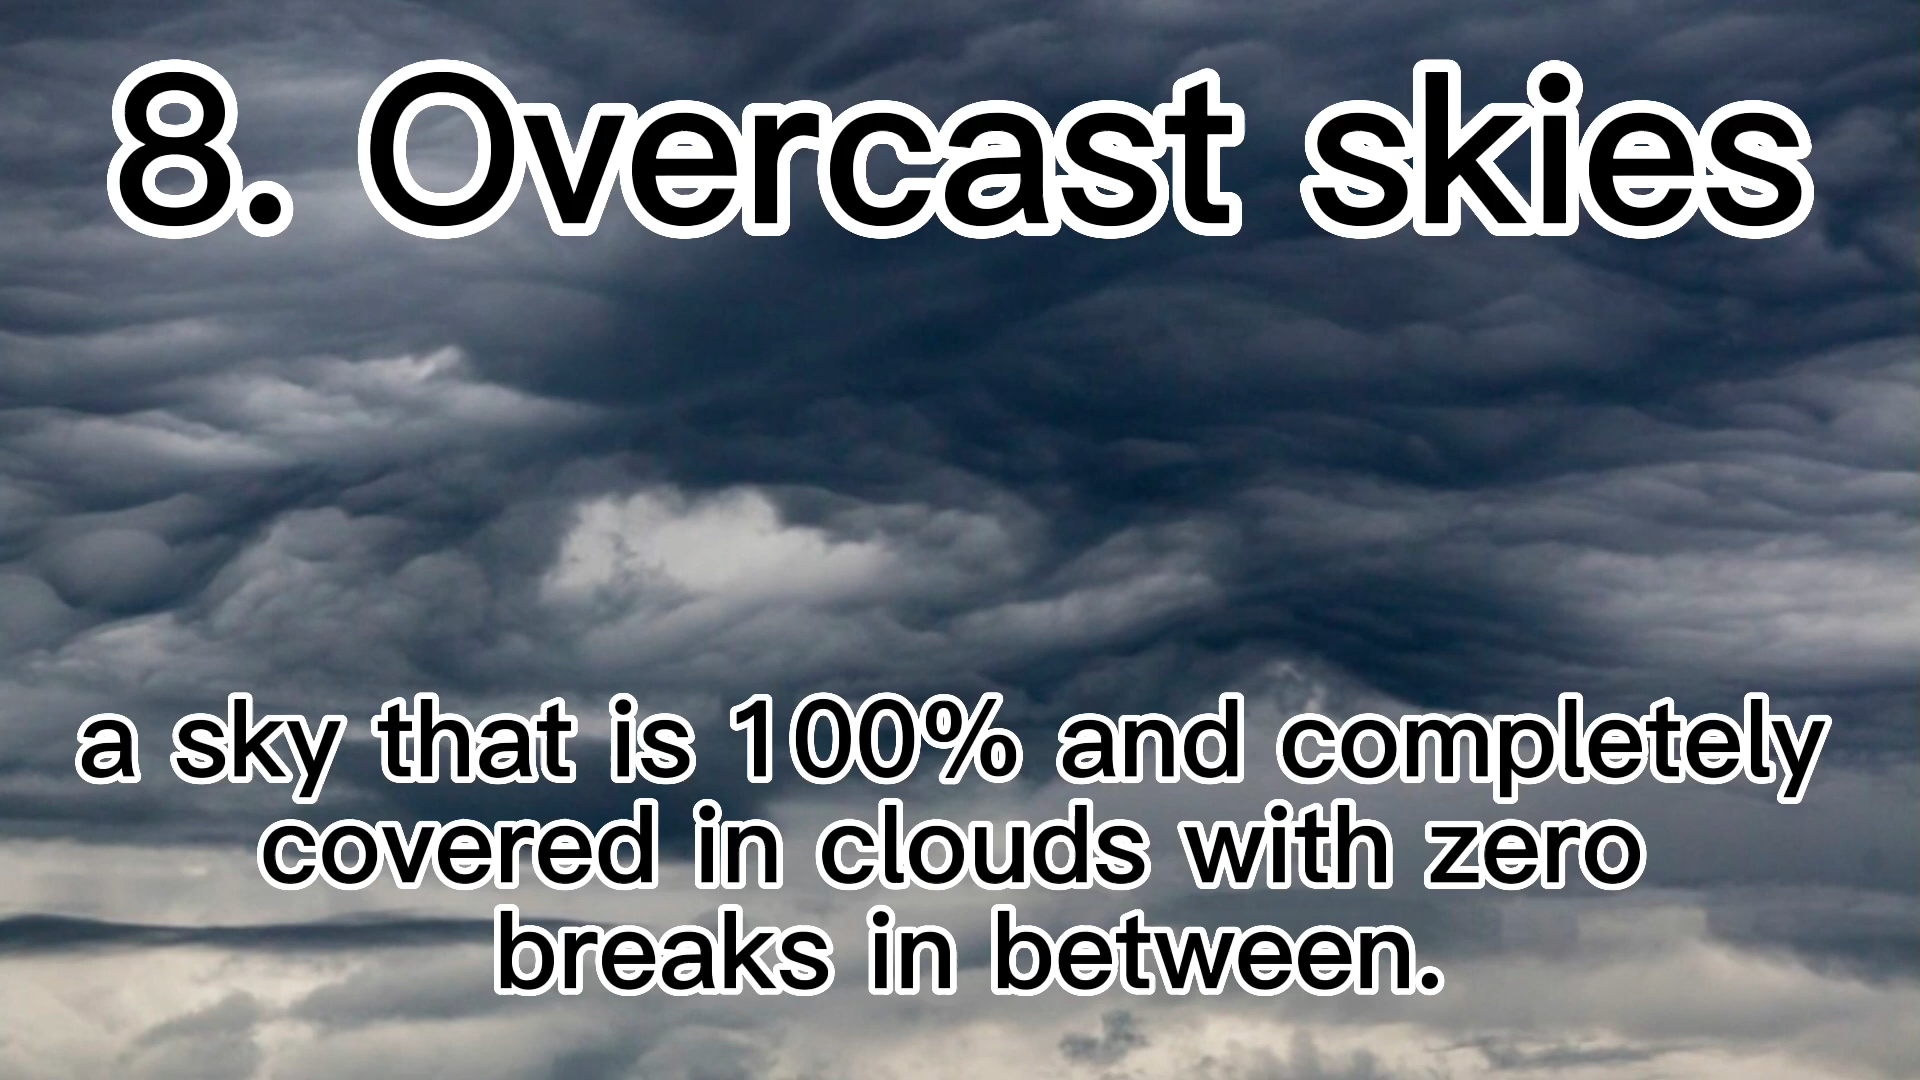 8. Overcast skies
a sky that is 100% and completely
covered in clouds with zero
breaks in between.